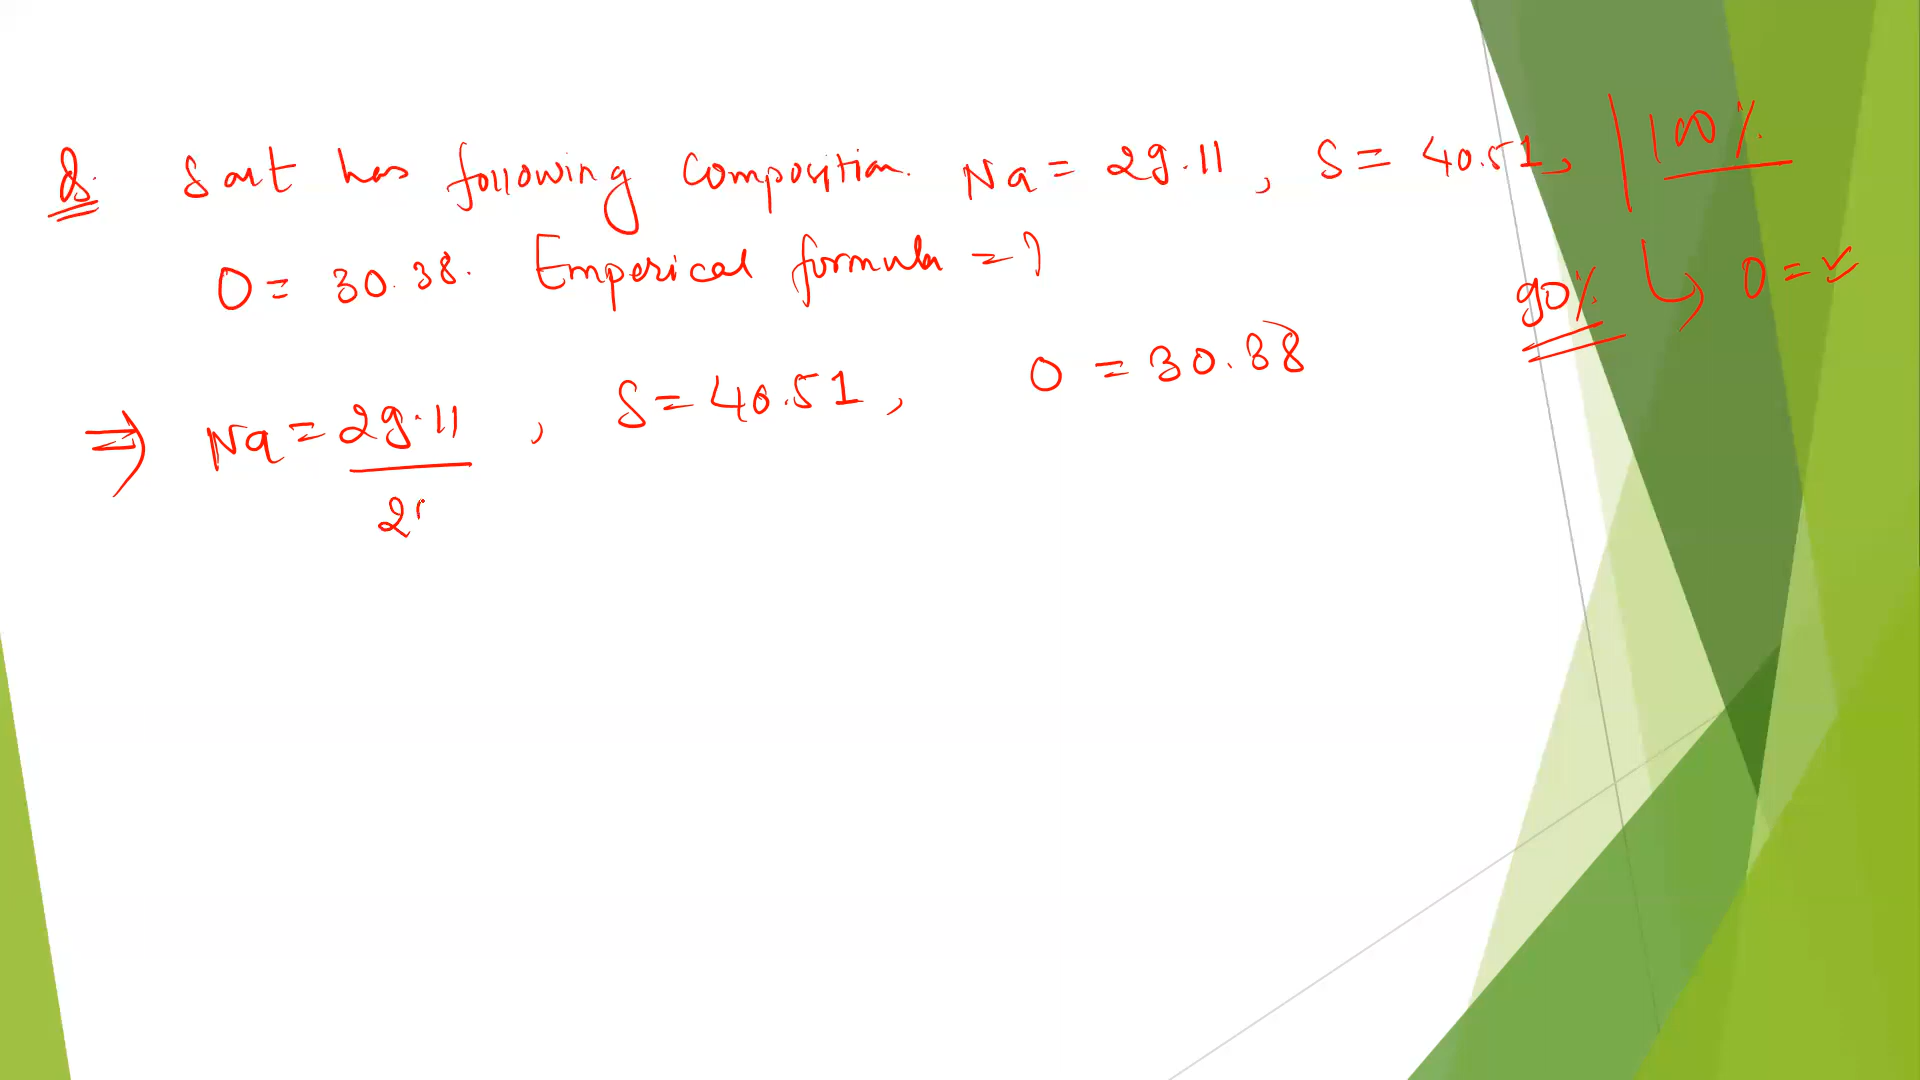 Q. Salt has following composition. Na = 29.11, S = 40.51, | 100%
O = 30.38. Emperical formula = ?
90% ↳ O = ✓
⇒ Na = 29.11, S = 40.51, O = 30.38
2